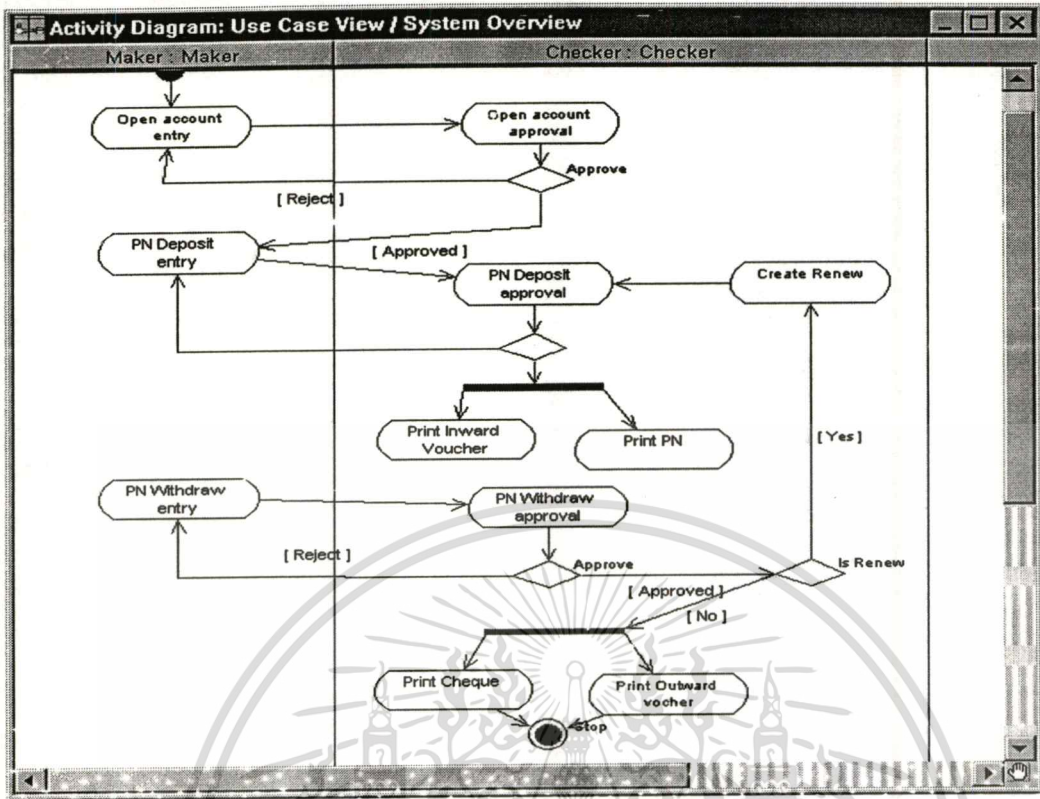 Activity Diagram: Use Case View / System Overview
Maker : Maker
Checker : Checker
Open account
entry
Open account
approval
Approve
[ Reject ]
PN Deposit
entry
[ Approved ]
PN Deposit
approval
Create Renew
Print Inward
Voucher
Print PN
[ Yes ]
PN Withdraw
entry
PN Withdraw
approval
[ Reject ]
Approve
Is Renew
[ Approved ]
[ No ]
Print Cheque
Print Outward
vocher
Stop